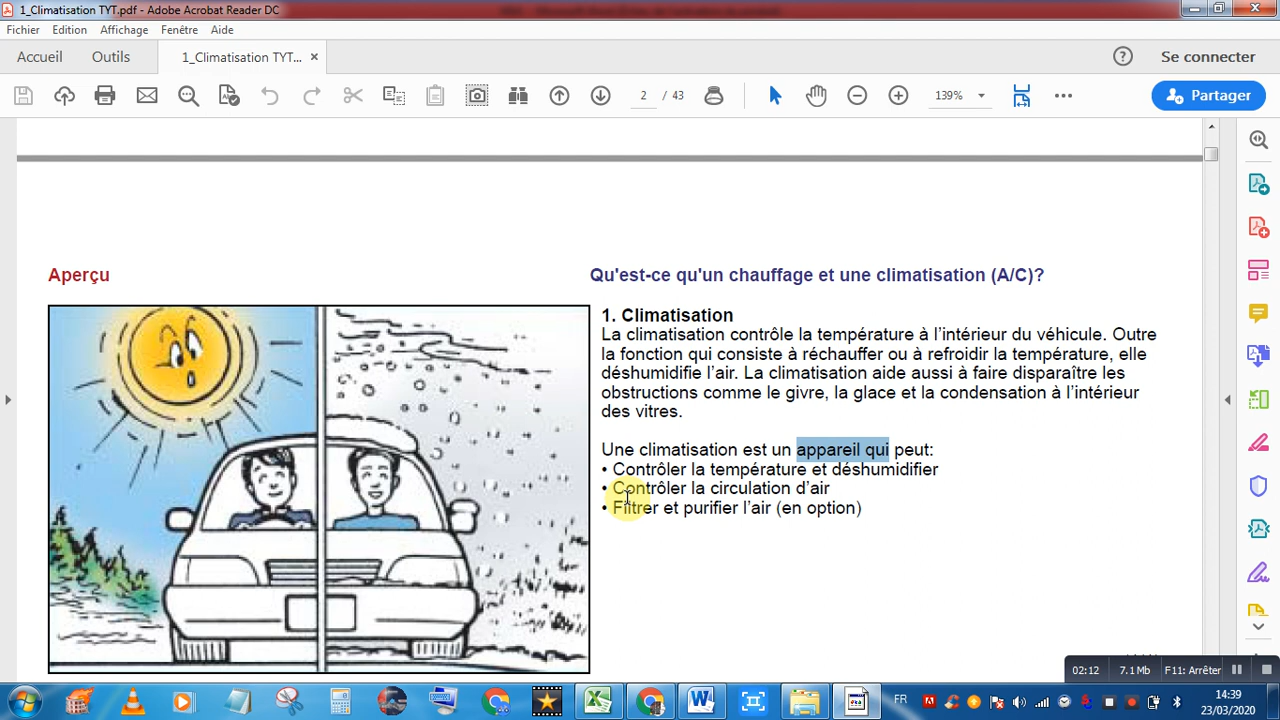 1_Climatisation TYT.pdf - Adobe Acrobat Reader DC
Fichier Edition Affichage Fenêtre Aide
Accueil Outils 1_Climatisation TYT... × Se connecter
2 / 43 139% Partager
Aperçu
Qu'est-ce qu'un chauffage et une climatisation (A/C)?
1. Climatisation
La climatisation contrôle la température à l'intérieur du véhicule. Outre
la fonction qui consiste à réchauffer ou à refroidir la température, elle
déshumidifie l'air. La climatisation aide aussi à faire disparaître les
obstructions comme le givre, la glace et la condensation à l'intérieur
des vitres.
Une climatisation est un appareil qui peut:
• Contrôler la température et déshumidifier
• Contrôler la circulation d'air
• Filtrer et purifier l'air (en option)
02:12 7.1 Mb F11: Arrêter
FR
14:39
23/03/2020